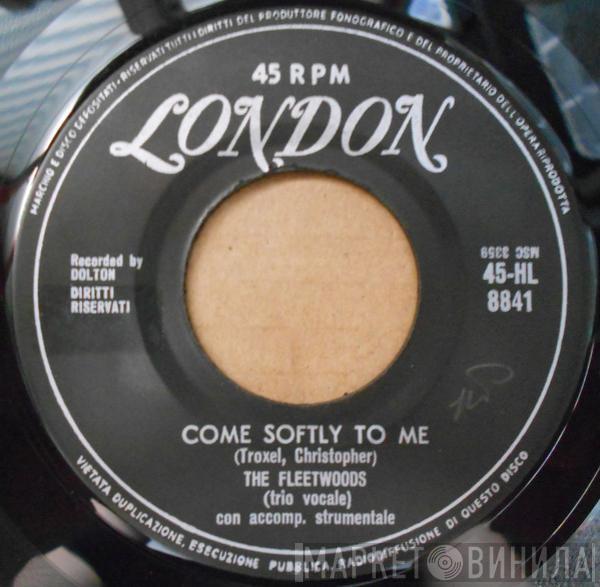 MARCHIO E DISCO DEPOSITATI - RISERVATI TUTTI I DIRITTI DEL PRODUTTORE FONOGRAFICO E DEL PROPRIETARIO DELL'OPERA RIPRODOTTA
45 RPM
LONDON
Recorded by
DOLTON
DIRITTI
RISERVATI
MSC 3359
45-HL
8841
COME SOFTLY TO ME
(Troxel, Christopher)
THE FLEETWOODS
(trio vocale)
con accomp. strumentale
VIETATA DUPLICAZIONE, ESECUZIONE PUBBLICA, RADIODIFFUSIONE DI QUESTO DISCO
МАРКЕТ ВИНИЛА